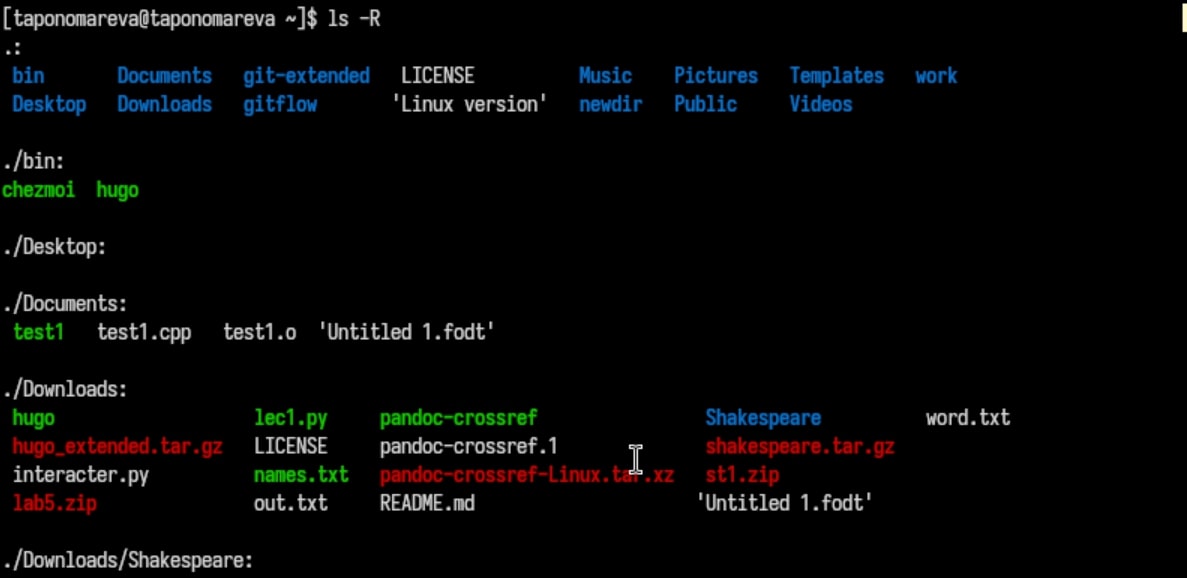 [taponomareva@taponomareva ~]$ ls -R
.:
bin Documents git-extended LICENSE Music Pictures Templates work
Desktop Downloads gitflow 'Linux version' newdir Public Videos
./bin:
chezmoi hugo
./Desktop:
./Documents:
test1 test1.cpp test1.o 'Untitled 1.fodt'
./Downloads:
hugo lec1.py pandoc-crossref Shakespeare word.txt
hugo_extended.tar.gz LICENSE pandoc-crossref.1 shakespeare.tar.gz
interacter.py names.txt pandoc-crossref-Linux.tar.xz st1.zip
lab5.zip out.txt README.md 'Untitled 1.fodt'
./Downloads/Shakespeare: